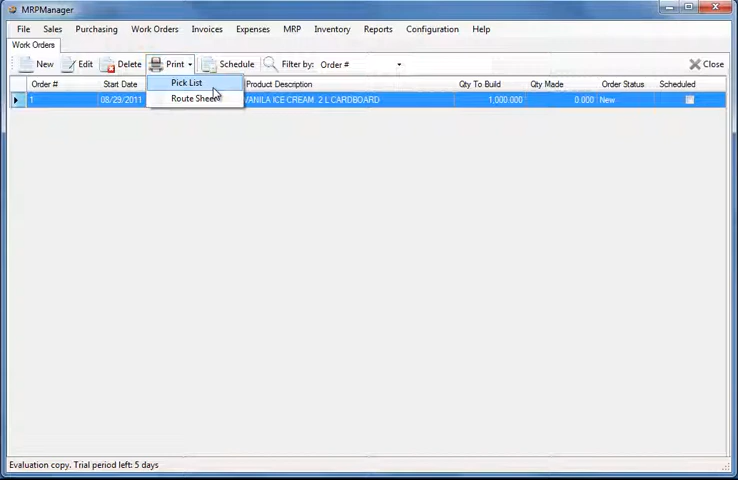 MRPManager
File Sales Purchasing Work Orders Invoices Expenses MRP Inventory Reports Configuration Help
Work Orders
New Edit Delete Print Schedule Filter by: Order # Close
Order # Start Date Product Description Qty To Build Qty Made Order Status Scheduled
1 08/29/2011 VANILA ICE CREAM 2 L CARDBOARD 1,000.000 0.000 New
Pick List
Route Sheet
Evaluation copy. Trial period left: 5 days